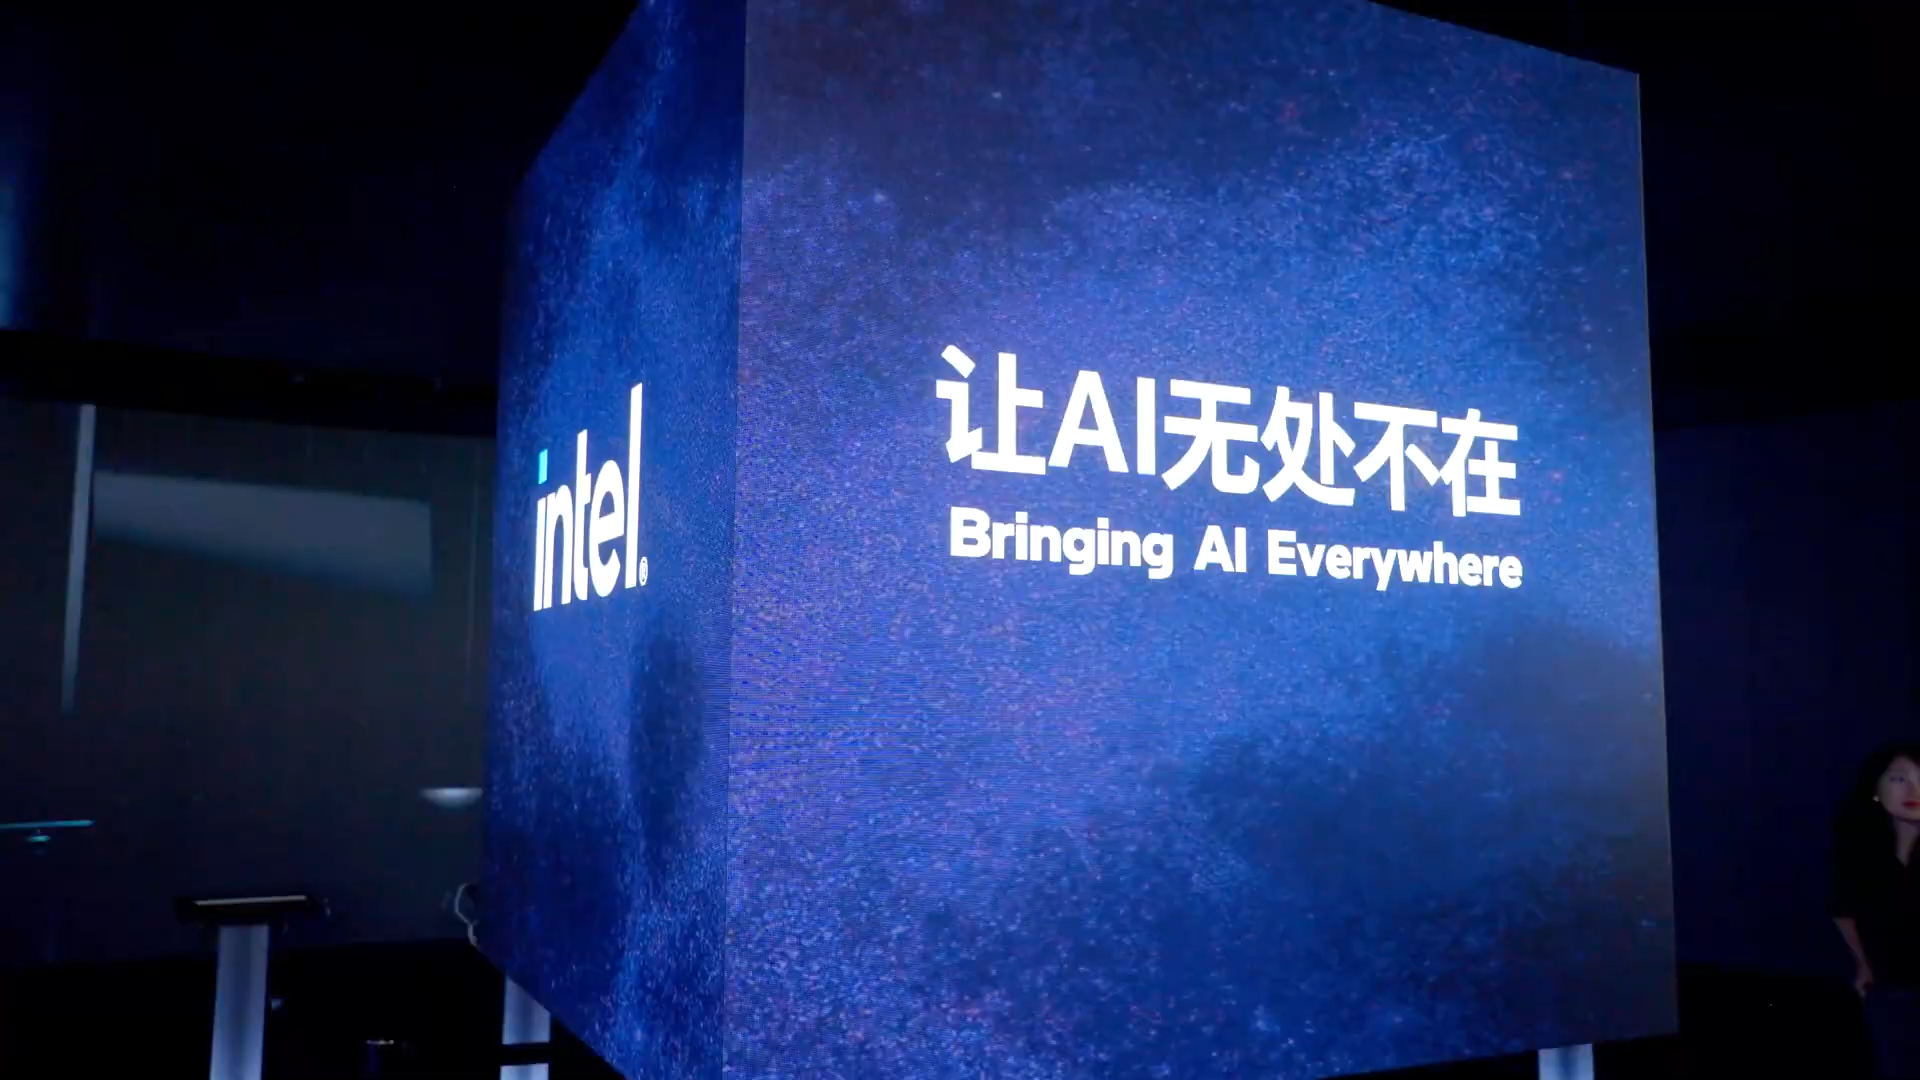 intel®
让AI无处不在
Bringing AI Everywhere